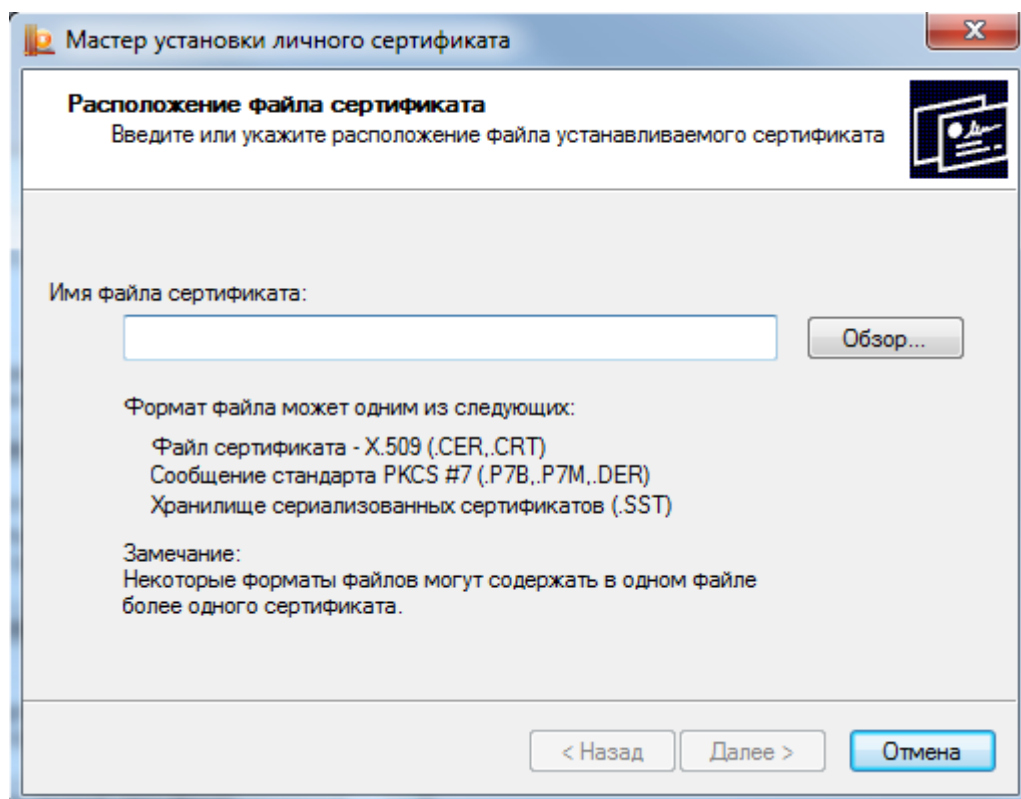 Мастер установки личного сертификата
Расположение файла сертификата
Введите или укажите расположение файла устанавливаемого сертификата
Имя файла сертификата:
Обзор...
Формат файла может одним из следующих:
Файл сертификата - X.509 (.CER,.CRT)
Сообщение стандарта PKCS #7 (.P7B,.P7M,.DER)
Хранилище сериализованных сертификатов (.SST)
Замечание:
Некоторые форматы файлов могут содержать в одном файле
более одного сертификата.
< Назад
Далее >
Отмена